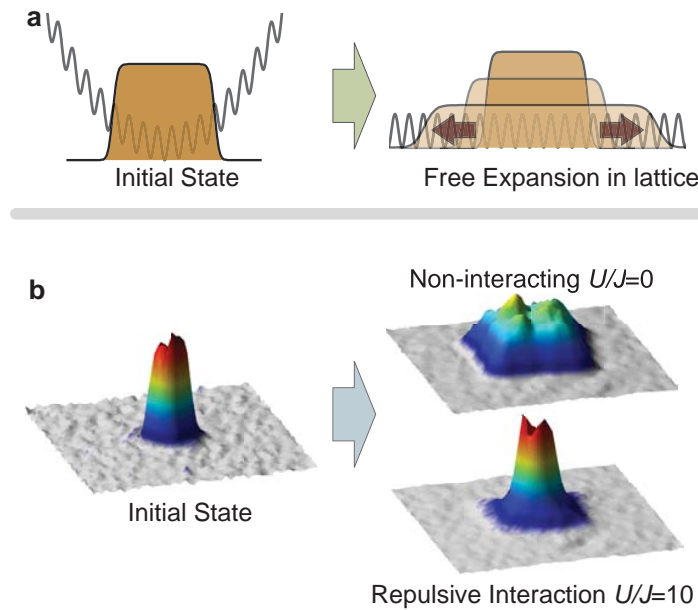 a
Initial State
Free Expansion in lattice
b
Non-interacting U/J=0
Initial State
Repulsive Interaction U/J=10